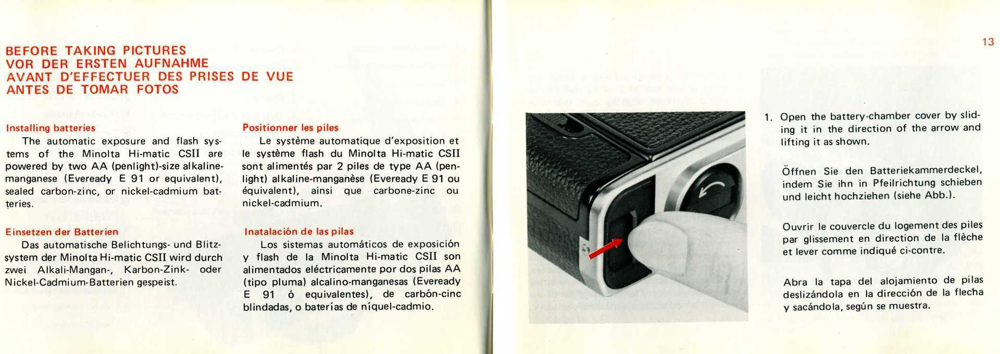 BEFORE TAKING PICTURES
VOR DER ERSTEN AUFNAHME
AVANT D'EFFECTUER DES PRISES DE VUE
ANTES DE TOMAR FOTOS
Installing batteries
The automatic exposure and flash sys-
tems of the Minolta Hi-matic CSII are
powered by two AA (penlight)-size alkaline-
manganese (Eveready E 91 or equivalent),
sealed carbon-zinc, or nickel-cadmium bat-
teries.
Einsetzen der Batterien
Das automatische Belichtungs- und Blitz-
system der Minolta Hi-matic CSII wird durch
zwei Alkali-Mangan-, Karbon-Zink- oder
Nickel-Cadmium-Batterien gespeist.
Positionner les piles
Le système automatique d'exposition et
le système flash du Minolta Hi-matic CSII
sont alimentés par 2 piles de type AA (pen-
light) alkaline-manganèse (Eveready E 91 ou
équivalent), ainsi que carbone-zinc ou
nickel-cadmium.
Inatalación de las pilas
Los sistemas automáticos de exposición
y flash de la Minolta Hi-matic CSII son
alimentados eléctricamente por dos pilas AA
(tipo pluma) alcalino-manganesas (Eveready
E 91 ó equivalentes), de carbón-cinc
blindadas, o baterías de níquel-cadmio.
13
1. Open the battery-chamber cover by slid-
ing it in the direction of the arrow and
lifting it as shown.
Öffnen Sie den Batteriekammerdeckel,
indem Sie ihn in Pfeilrichtung schieben
und leicht hochziehen (siehe Abb.).
Ouvrir le couvercle du logement des piles
par glissement en direction de la flèche
et lever comme indiqué ci-contre.
Abra la tapa del alojamiento de pilas
deslizándola en la dirección de la flecha
y sacándola, según se muestra.